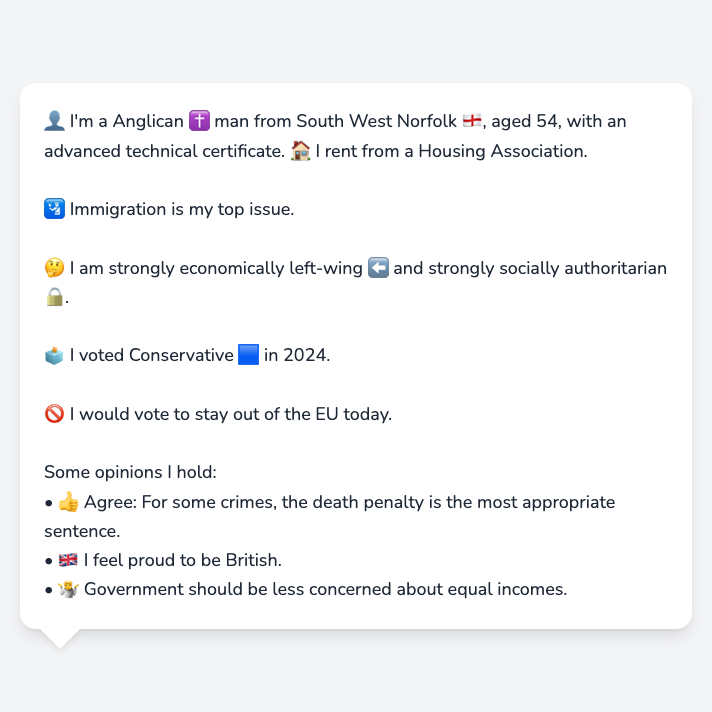 👤 I'm a Anglican ✝️ man from South West Norfolk 🏴󠁧󠁢󠁥󠁮󠁧󠁿, aged 54, with an
advanced technical certificate. 🏠 I rent from a Housing Association.
🛂 Immigration is my top issue.
🤔 I am strongly economically left-wing ⬅️ and strongly socially authoritarian
🔒.
🗳️ I voted Conservative 🟦 in 2024.
🚫 I would vote to stay out of the EU today.
Some opinions I hold:
• 👍 Agree: For some crimes, the death penalty is the most appropriate
sentence.
• 🇬🇧 I feel proud to be British.
• 🤷 Government should be less concerned about equal incomes.